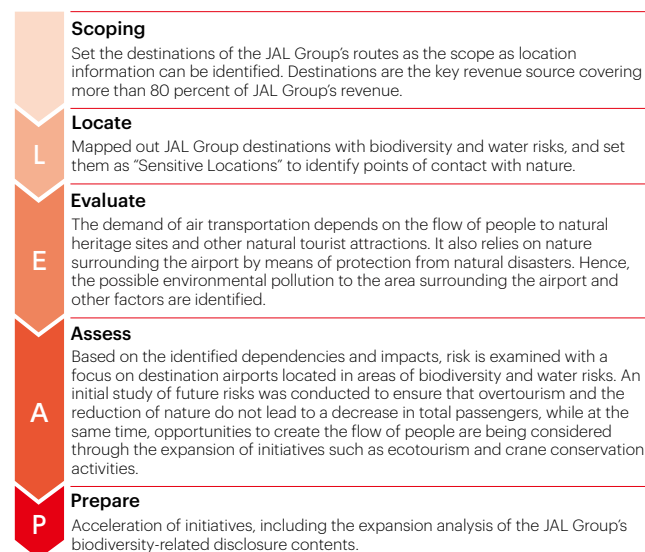 Scoping
Set the destinations of the JAL Group's routes as the scope as location
information can be identified. Destinations are the key revenue source covering
more than 80 percent of JAL Group's revenue.
L
Locate
Mapped out JAL Group destinations with biodiversity and water risks, and set
them as "Sensitive Locations" to identify points of contact with nature.
E
Evaluate
The demand of air transportation depends on the flow of people to natural
heritage sites and other natural tourist attractions. It also relies on nature
surrounding the airport by means of protection from natural disasters. Hence,
the possible environmental pollution to the area surrounding the airport and
other factors are identified.
A
Assess
Based on the identified dependencies and impacts, risk is examined with a
focus on destination airports located in areas of biodiversity and water risks. An
initial study of future risks was conducted to ensure that overtourism and the
reduction of nature do not lead to a decrease in total passengers, while at the
same time, opportunities to create the flow of people are being considered
through the expansion of initiatives such as ecotourism and crane conservation
activities.
P
Prepare
Acceleration of initiatives, including the expansion analysis of the JAL Group's
biodiversity-related disclosure contents.